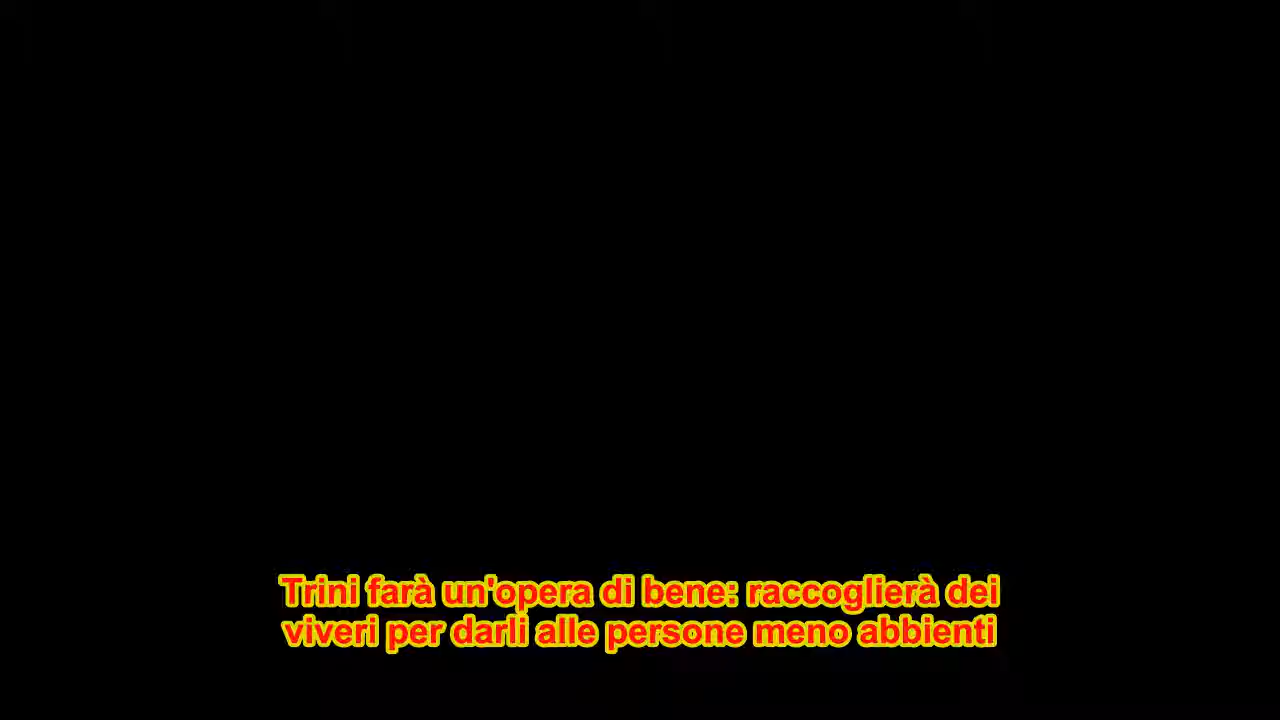 Trini farà un'opera di bene: raccoglierà dei
viveri per darli alle persone meno abbienti